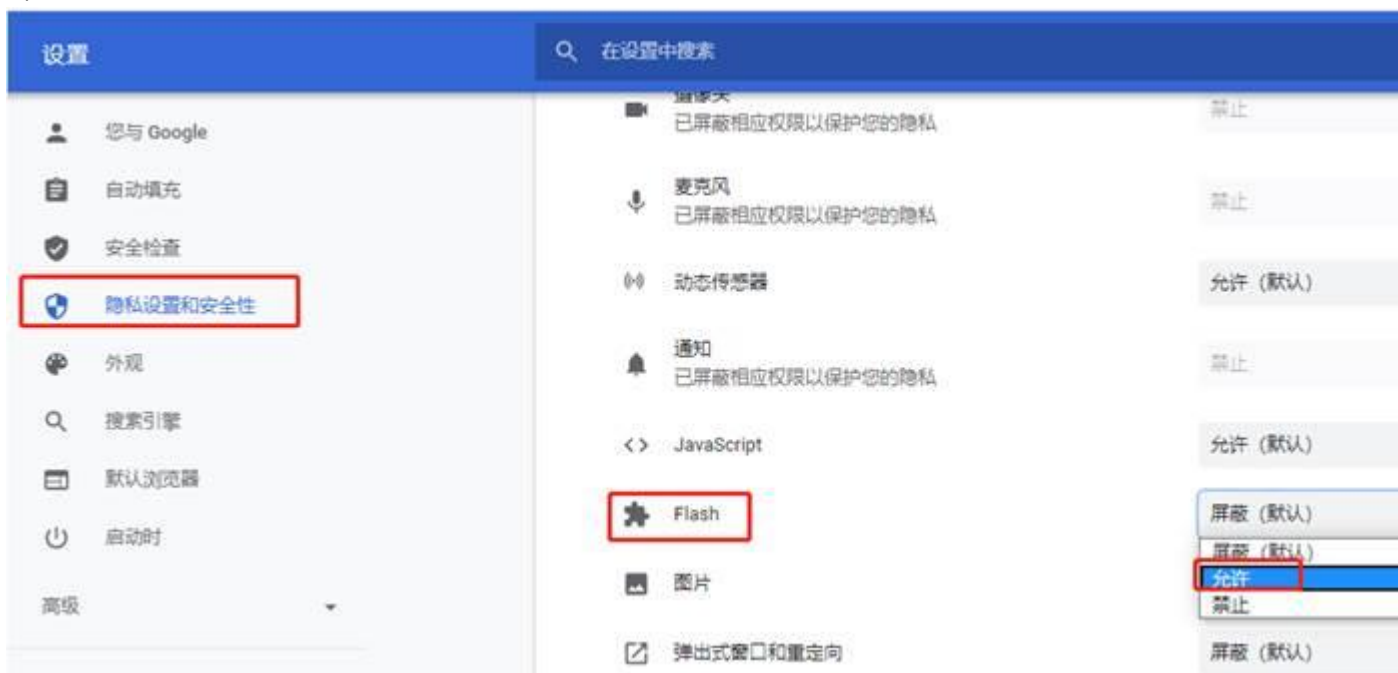 设置
在设置中搜索
您与 Google
自动填充
安全检查
隐私设置和安全性
外观
搜索引擎
默认浏览器
启动时
高级
摄像头
已屏蔽相应权限以保护您的隐私
禁止
麦克风
已屏蔽相应权限以保护您的隐私
禁止
动态传感器
允许 (默认)
通知
已屏蔽相应权限以保护您的隐私
禁止
JavaScript
允许 (默认)
Flash
屏蔽 (默认)
屏蔽 (默认)
允许
禁止
图片
弹出式窗口和重定向
屏蔽 (默认)